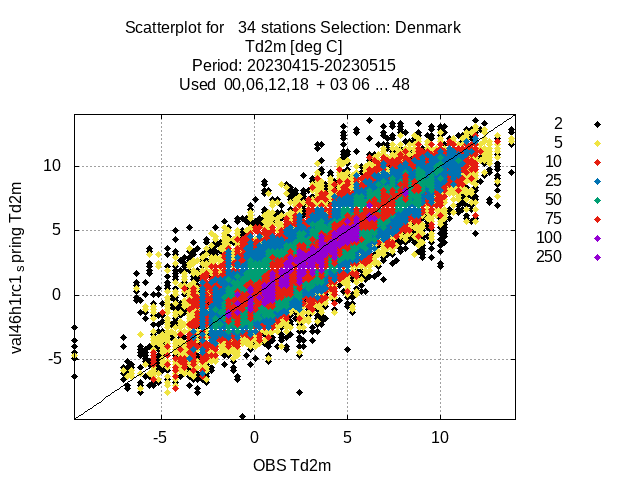 Scatterplot for 34 stations Selection: Denmark
Td2m [deg C]
Period: 20230415-20230515
Used 00,06,12,18 + 03 06 ... 48
2
5
10
25
50
75
100
250
10
5
0
-5
val46h1rc1 s pring Td2m
-5 0 5 10
OBS Td2m